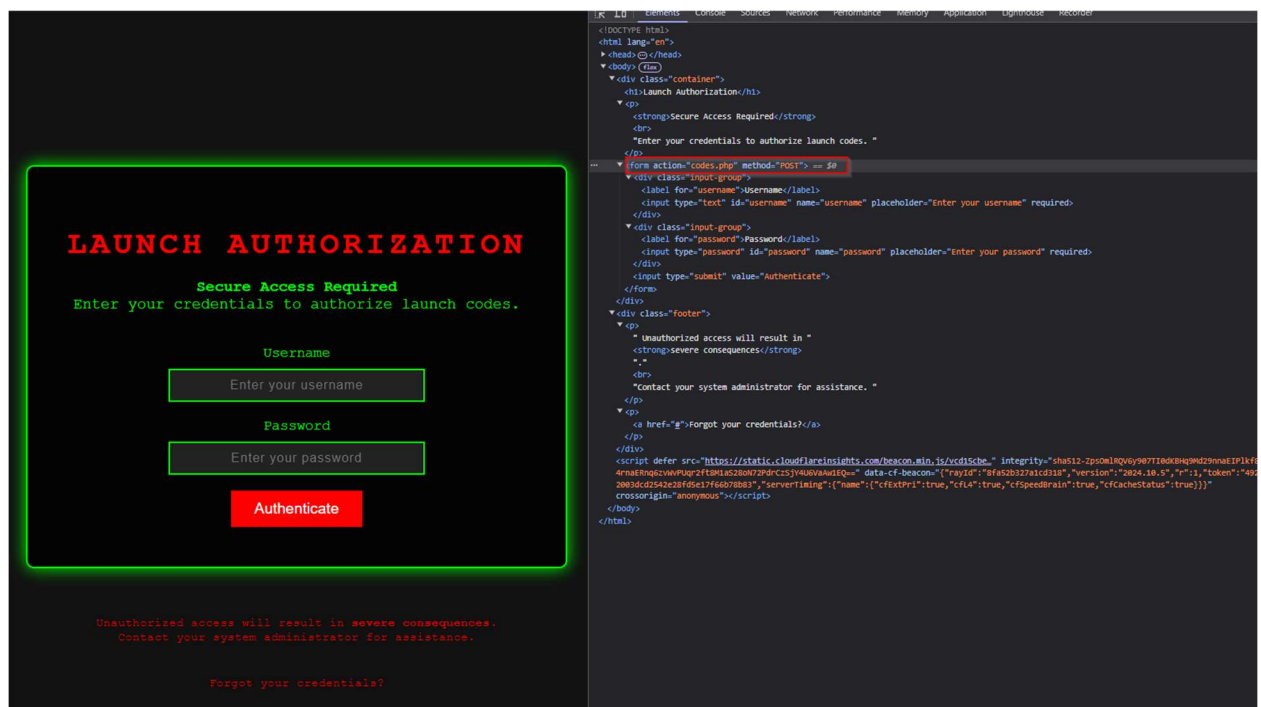 LAUNCH AUTHORIZATION
Secure Access Required
Enter your credentials to authorize launch codes.
Username
Enter your username
Password
Enter your password
Authenticate
Unauthorized access will result in severe consequences.
Contact your system administrator for assistance.
Forgot your credentials?
Elements Console Sources Network Performance Memory Application Lighthouse Recorder
<!DOCTYPE html>
<html lang="en">
<head> </head>
<body> flex
<div class="container">
<h1>Launch Authorization</h1>
<p>
<strong>Secure Access Required</strong>
<br>
"Enter your credentials to authorize launch codes. "
</p>
<form action="codes.php" method="POST"> == $0
<div class="input-group">
<label for="username">Username</label>
<input type="text" id="username" name="username" placeholder="Enter your username" required>
</div>
<div class="input-group">
<label for="password">Password</label>
<input type="password" id="password" name="password" placeholder="Enter your password" required>
</div>
<input type="submit" value="Authenticate">
</form>
</div>
<div class="footer">
<p>
" Unauthorized access will result in "
<strong>severe consequences</strong>
"."
<br>
"Contact your system administrator for assistance. "
</p>
<p>
<a href="#">Forgot your credentials?</a>
</p>
</div>
<script defer src="https://static.cloudflareinsights.com/beacon.min.js/vcd15cbe…" integrity=
data-cf-beacon="{"rayId":"8fa52b327a1cd318","version":"2024.10.5","r":1,"token":"492
2003dcd2542e28fd5e17f66b78b83","serverTiming":{"name":{"cfExtPri":true,"cfL4":true,"cfSpeedBrain":true,"cfCacheStatus":true}}}"
crossorigin="anonymous"></script>
</body>
</html>